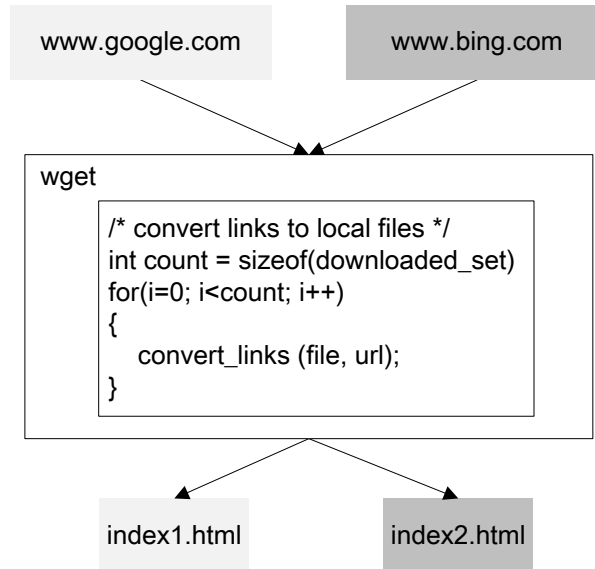 www.google.com
www.bing.com
wget
/* convert links to local files */
int count = sizeof(downloaded_set)
for(i=0; i<count; i++)
{
convert_links (file, url);
}
index1.html
index2.html